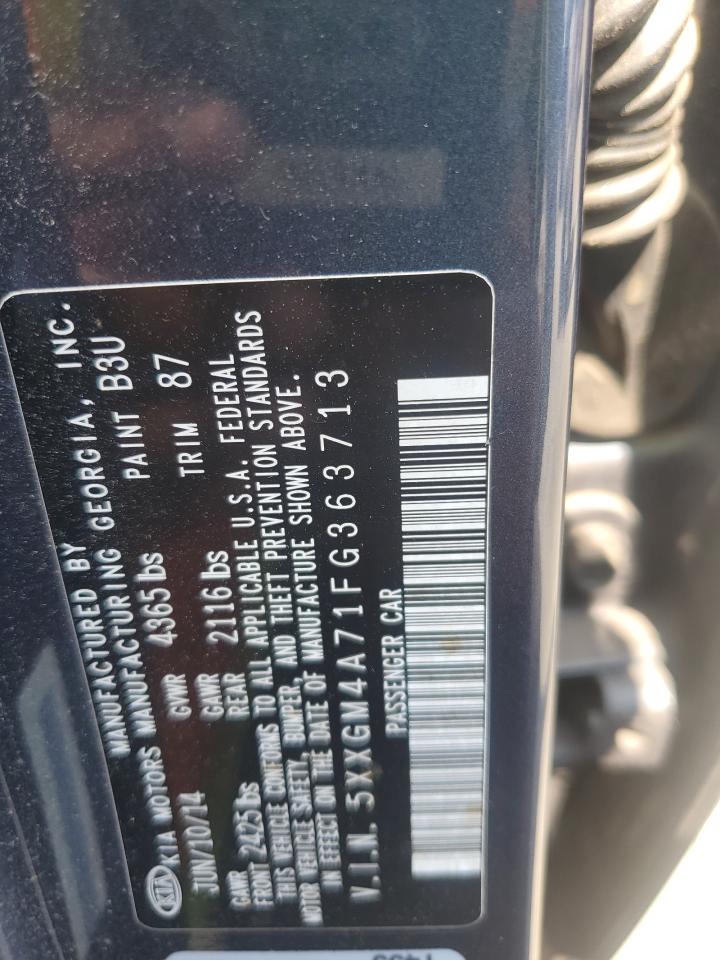 MANUFACTURED BY
KIA KIA MOTORS MANUFACTURING GEORGIA, INC.
JUN/10/14 GVWR 4365 lbs PAINT B3U
GAWR FRONT 2425 lbs GAWR REAR 2116 lbs TRIM 87
THIS VEHICLE CONFORMS TO ALL APPLICABLE U.S.A. FEDERAL
MOTOR VEHICLE SAFETY, BUMPER, AND THEFT PREVENTION STANDARDS
IN EFFECT ON THE DATE OF MANUFACTURE SHOWN ABOVE.
V.I.N. 5XXGM4A71FG363713
PASSENGER CAR